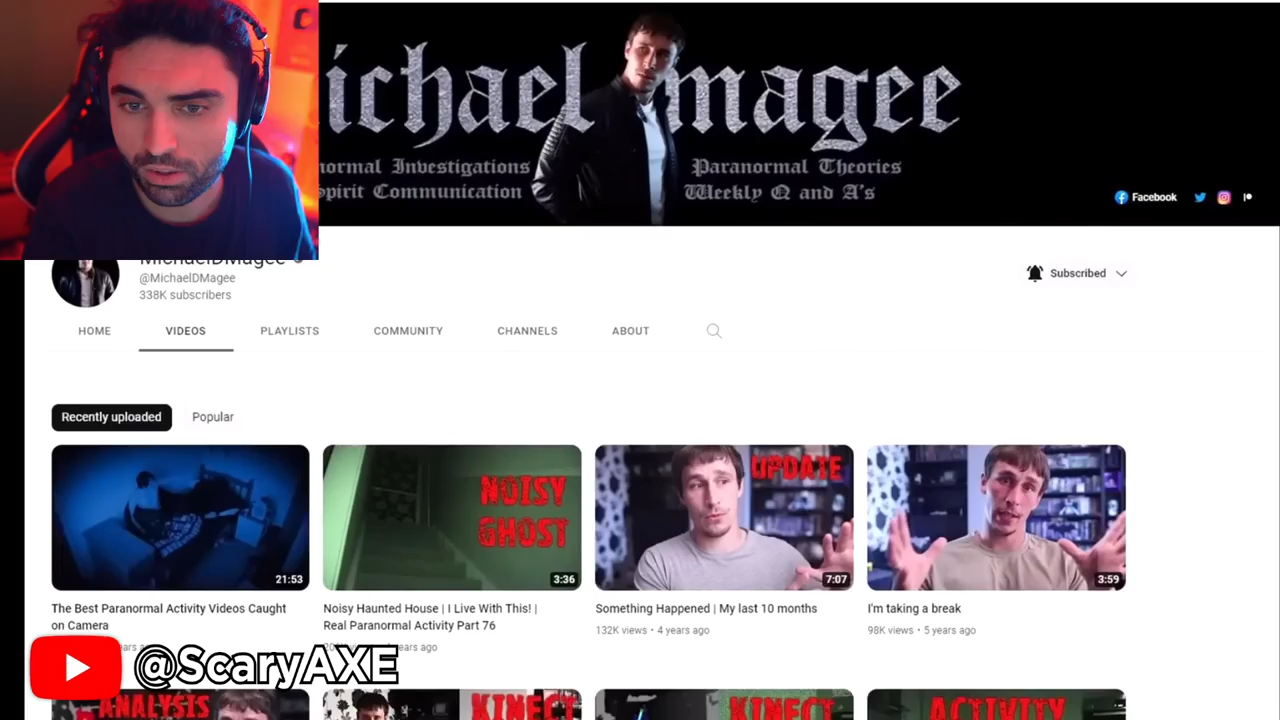 ichael magee
normal Investigations
Paranormal Theories
Spirit Communication
Weekly Q and A's
Facebook
MichaelDMagee
@MichaelDMagee
338K subscribers
Subscribed
HOME
VIDEOS
PLAYLISTS
COMMUNITY
CHANNELS
ABOUT
Recently uploaded
Popular
21:53
NOISY
GHOST
3:36
UPDATE
7:07
3:59
The Best Paranormal Activity Videos Caught
on Camera
Noisy Haunted House | I Live With This! |
Real Paranormal Activity Part 76
Something Happened | My last 10 months
132K views • 4 years ago
I'm taking a break
98K views • 5 years ago
@ScaryAXE
ANALYSIS
KINECT
KINECT
ACTIVITY